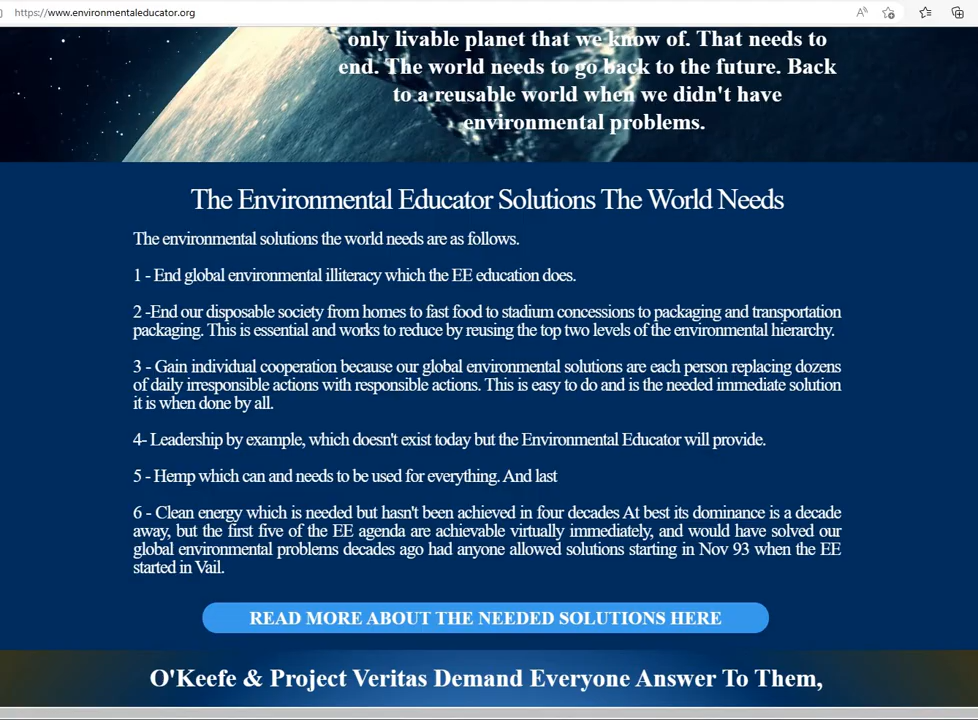 https://www.environmentaleducator.org
only livable planet that we know of. That needs to
end. The world needs to go back to the future. Back
to a reusable world when we didn't have
environmental problems.
The Environmental Educator Solutions The World Needs
The environmental solutions the world needs are as follows.
1 - End global environmental illiteracy which the EE education does.
2 -End our disposable society from homes to fast food to stadium concessions to packaging and transportation
packaging. This is essential and works to reduce by reusing the top two levels of the environmental hierarchy.
3 - Gain individual cooperation because our global environmental solutions are each person replacing dozens
of daily irresponsible actions with responsible actions. This is easy to do and is the needed immediate solution
it is when done by all.
4- Leadership by example, which doesn't exist today but the Environmental Educator will provide.
5 - Hemp which can and needs to be used for everything. And last
6 - Clean energy which is needed but hasn't been achieved in four decades At best its dominance is a decade
away, but the first five of the EE agenda are achievable virtually immediately, and would have solved our
global environmental problems decades ago had anyone allowed solutions starting in Nov 93 when the EE
started in Vail.
READ MORE ABOUT THE NEEDED SOLUTIONS HERE
O'Keefe & Project Veritas Demand Everyone Answer To Them,